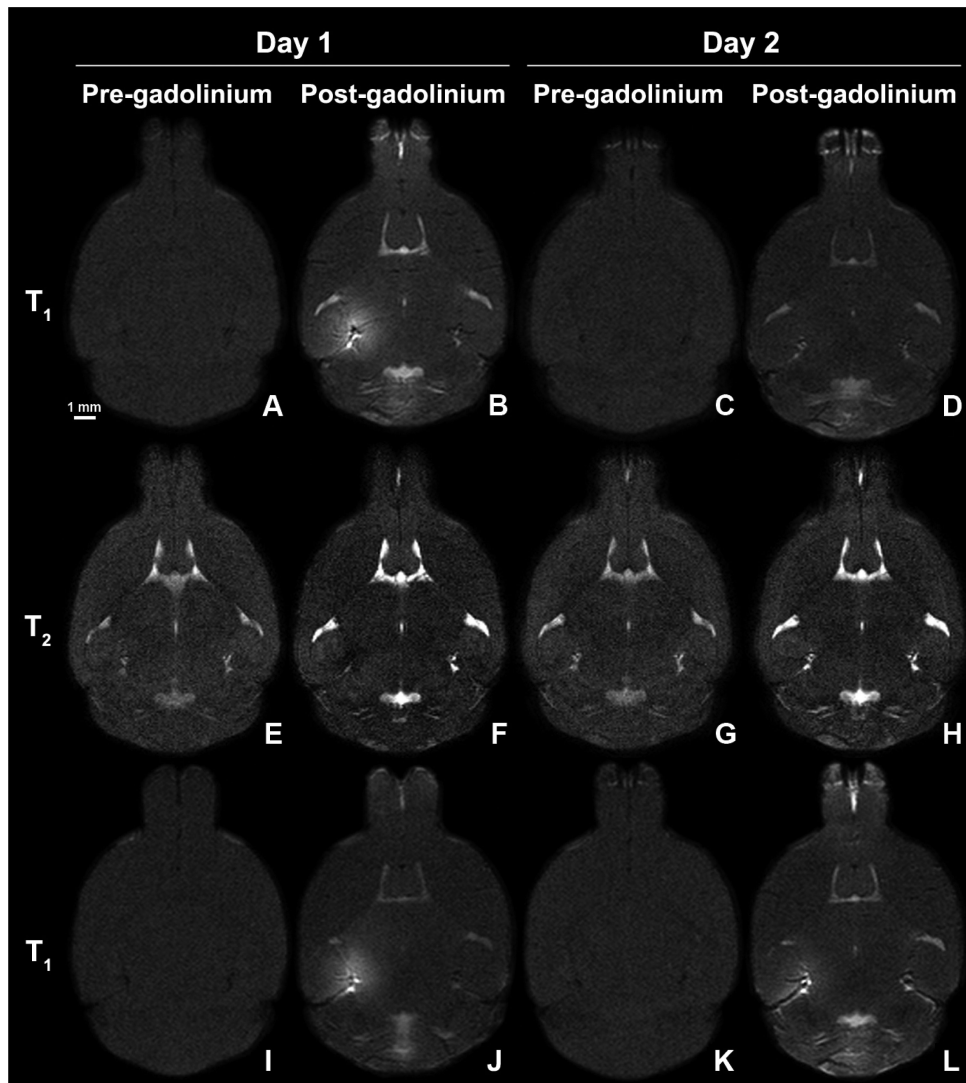 Day 1 Day 2
Pre-gadolinium Post-gadolinium Pre-gadolinium Post-gadolinium
T1
1 mm
A B C D
T2
E F G H
T1
I J K L